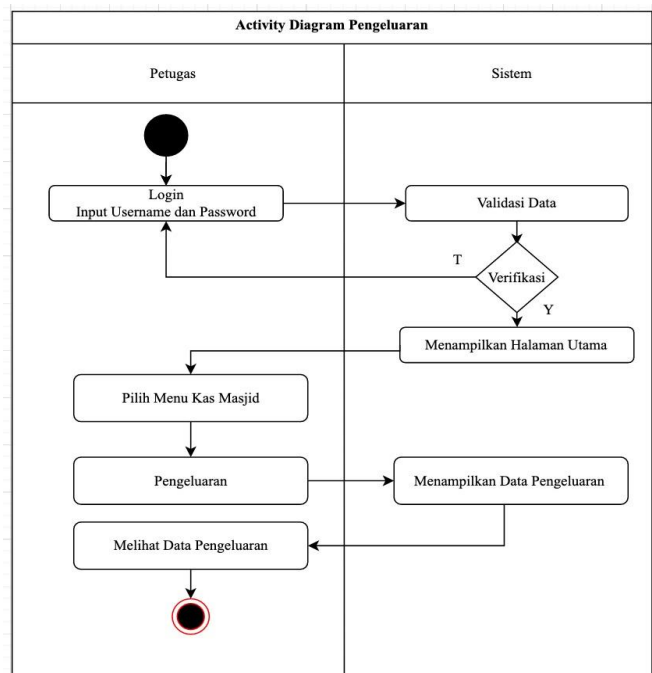 Activity Diagram Pengeluaran
Petugas
Sistem
Login
Input Username dan Password
Validasi Data
T
Verifikasi
Y
Menampilkan Halaman Utama
Pilih Menu Kas Masjid
Pengeluaran
Menampilkan Data Pengeluaran
Melihat Data Pengeluaran